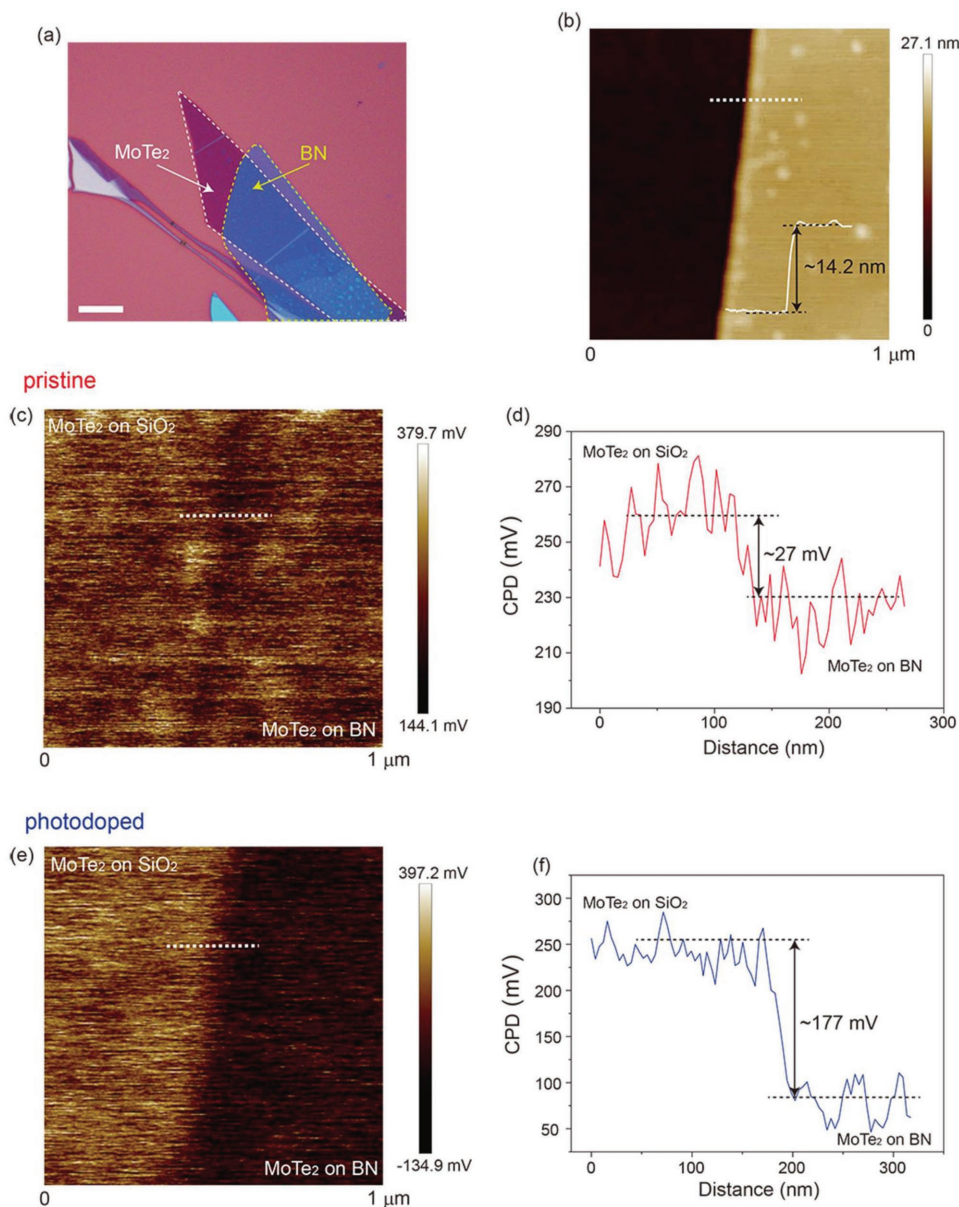 (a)
MoTe₂
BN
(b)
27.1 nm
~14.2 nm
0
0
1 μm
pristine
(c)
MoTe₂ on SiO₂
379.7 mV
MoTe₂ on BN
144.1 mV
0
1 μm
(d)
290
270
250
230
210
190
CPD (mV)
MoTe₂ on SiO₂
~27 mV
MoTe₂ on BN
0
100
200
300
Distance (nm)
photodoped
(e)
MoTe₂ on SiO₂
397.2 mV
MoTe₂ on BN
-134.9 mV
0
1 μm
(f)
350
300
250
200
150
100
50
CPD (mV)
MoTe₂ on SiO₂
~177 mV
MoTe₂ on BN
0
100
200
300
Distance (nm)